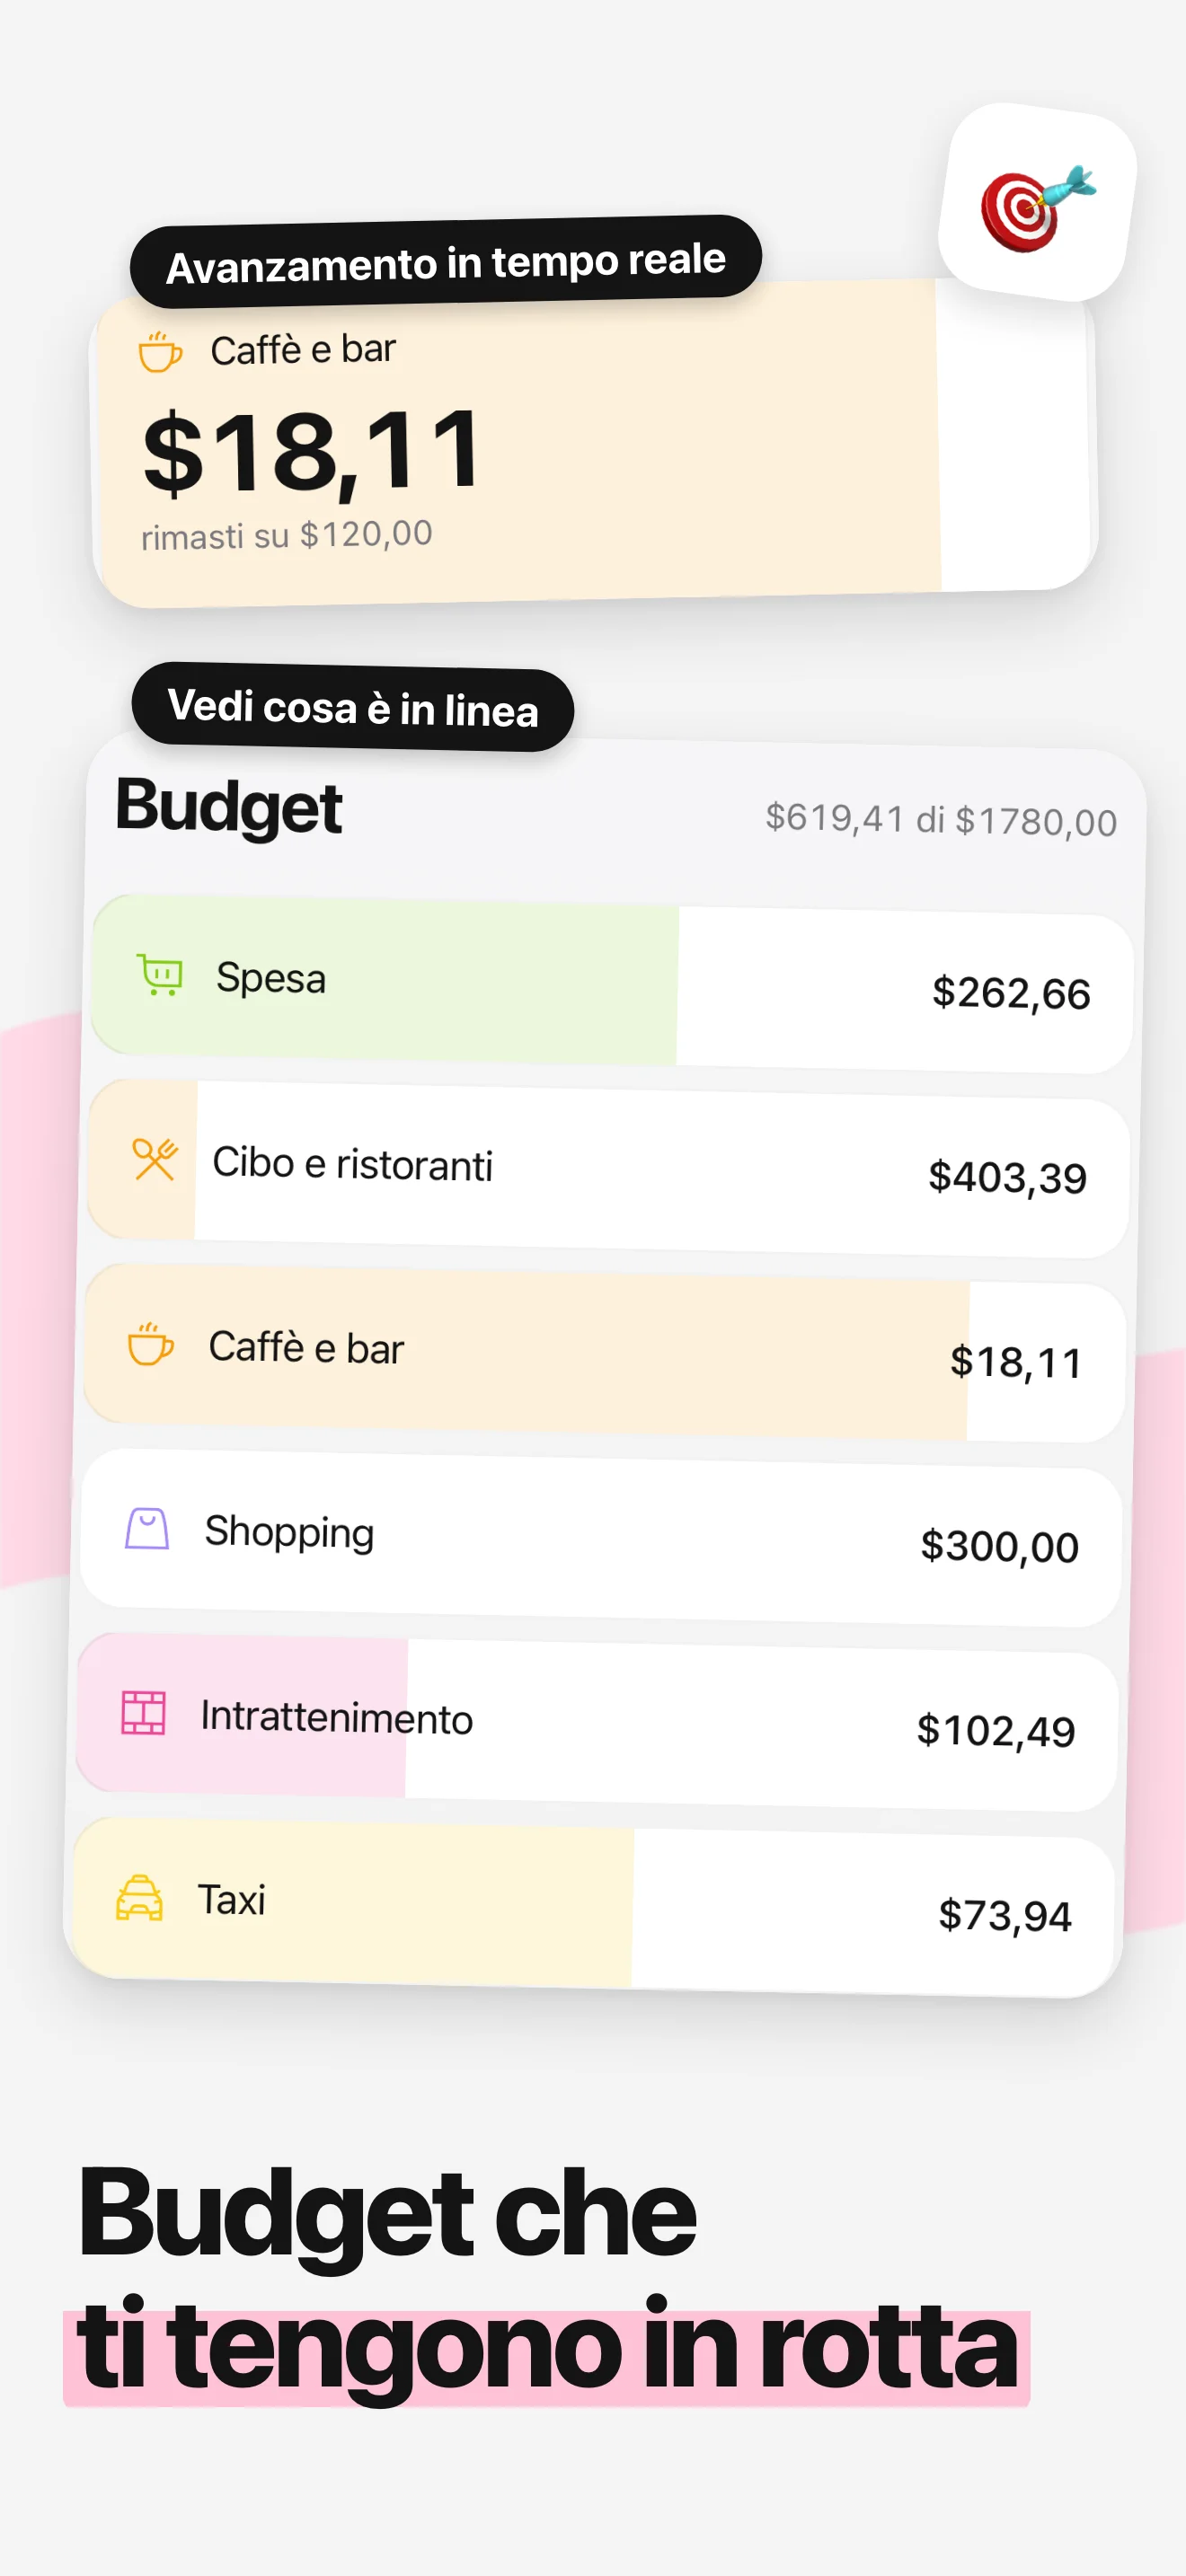 Avanzamento in tempo reale
Caffè e bar
$18,11
rimasti su $120,00
Vedi cosa è in linea
Budget
$619,41 di $1780,00
Spesa
$262,66
Cibo e ristoranti
$403,39
Caffè e bar
$18,11
Shopping
$300,00
Intrattenimento
$102,49
Taxi
$73,94
Budget che
ti tengono in rotta